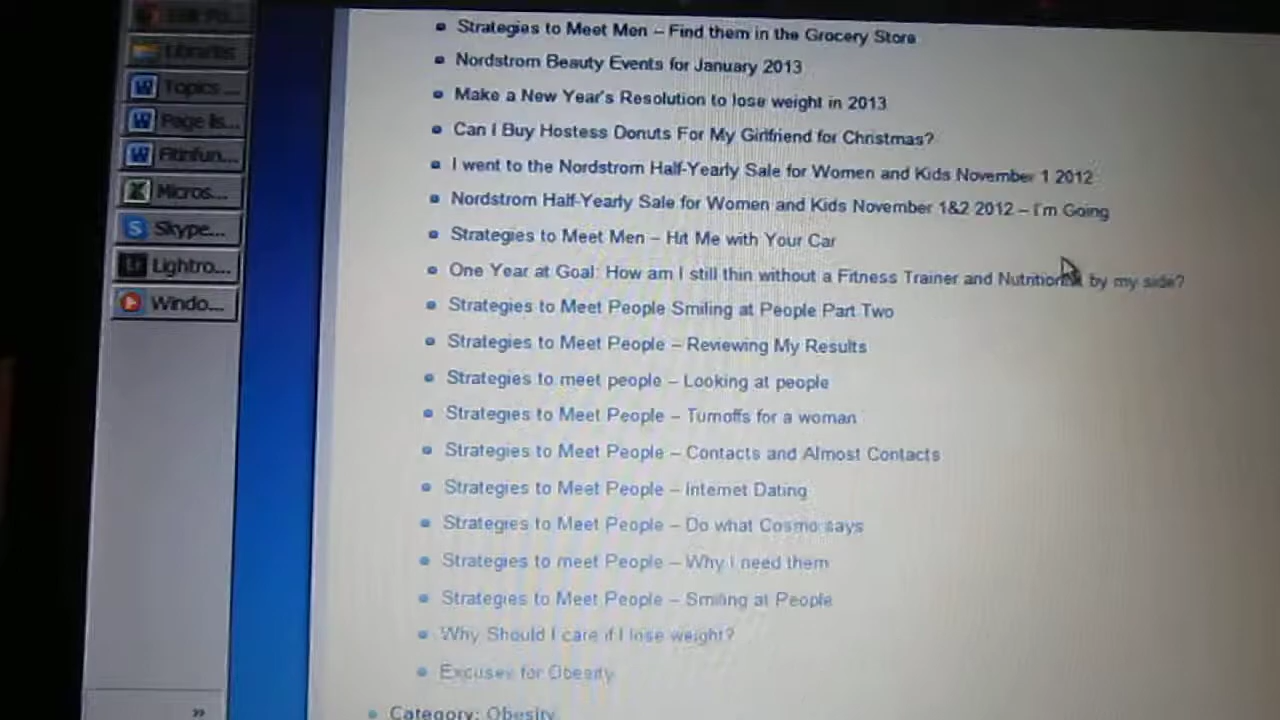 Libraries
Topics ...
Page lis...
Fitinfun...
Micros...
Skype...
Lightro...
Windo...
Strategies to Meet Men – Find them in the Grocery Store
Nordstrom Beauty Events for January 2013
Make a New Year's Resolution to lose weight in 2013
Can I Buy Hostess Donuts For My Girlfriend for Christmas?
I went to the Nordstrom Half-Yearly Sale for Women and Kids November 1 2012
Nordstrom Half-Yearly Sale for Women and Kids November 1&2 2012 – I'm Going
Strategies to Meet Men – Hit Me with Your Car
One Year at Goal: How am I still thin without a Fitness Trainer and by my side?
Strategies to Meet People Smiling at People Part Two
Strategies to Meet People – Reviewing My Results
Strategies to meet people – Looking at people
Strategies to Meet People – Turnoffs for a woman
Strategies to Meet People – Contacts and Almost Contacts
Strategies to Meet People – Internet Dating
Strategies to Meet People – Do what Cosmo says
Strategies to meet People – Why I need them
Strategies to Meet People – Smiling at People
Why Should I care if I lose weight?
Excuses for Obesity
Category: Obesity
»